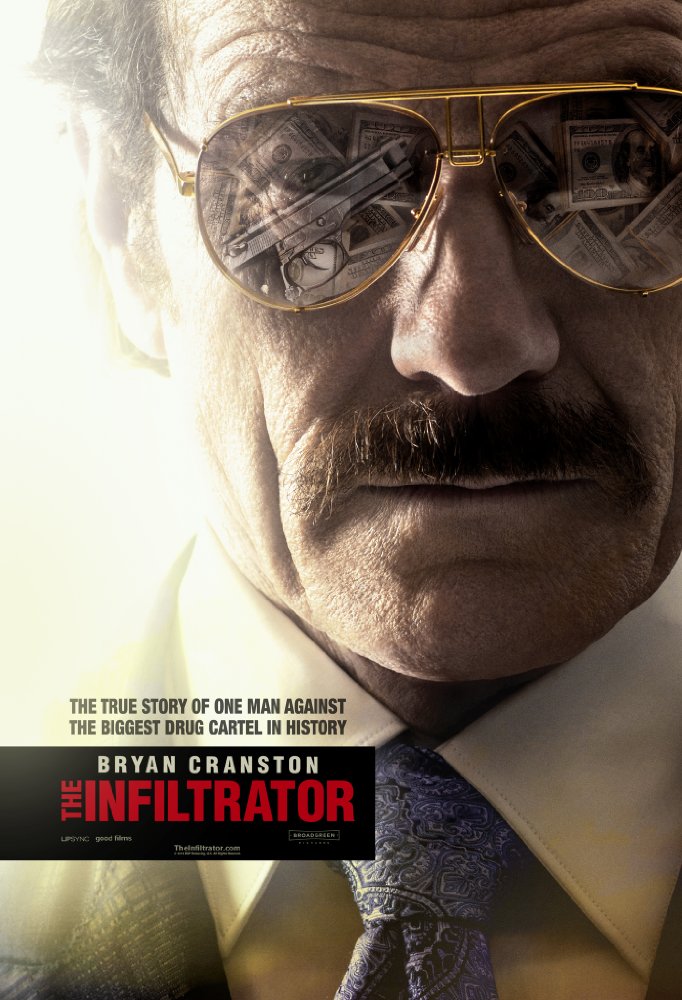 THE TRUE STORY OF ONE MAN AGAINST
THE BIGGEST DRUG CARTEL IN HISTORY
BRYAN CRANSTON
THE INFILTRATOR
LIPSYNC good films
BROADGREEN
PICTURES
TheInfiltrator.com